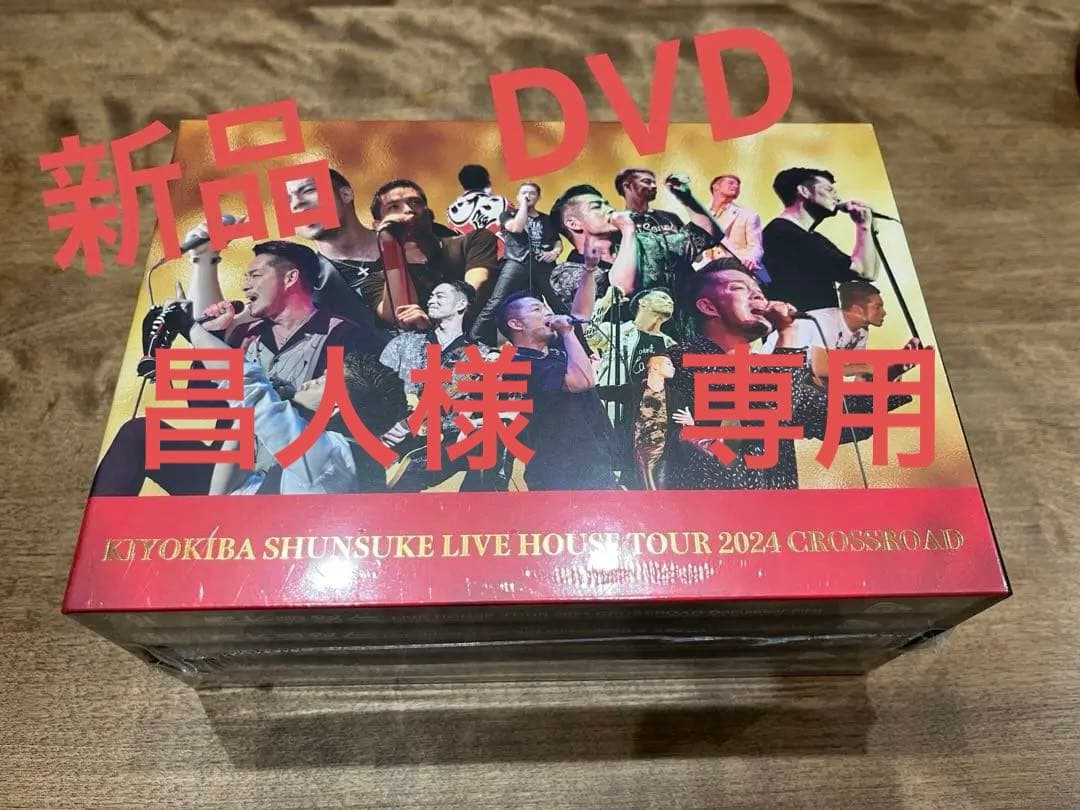 新品 DVD
昌人様 専用
KIYOKIBA SHUNSUKE LIVE HOUSE TOUR 2024 CROSSROAD